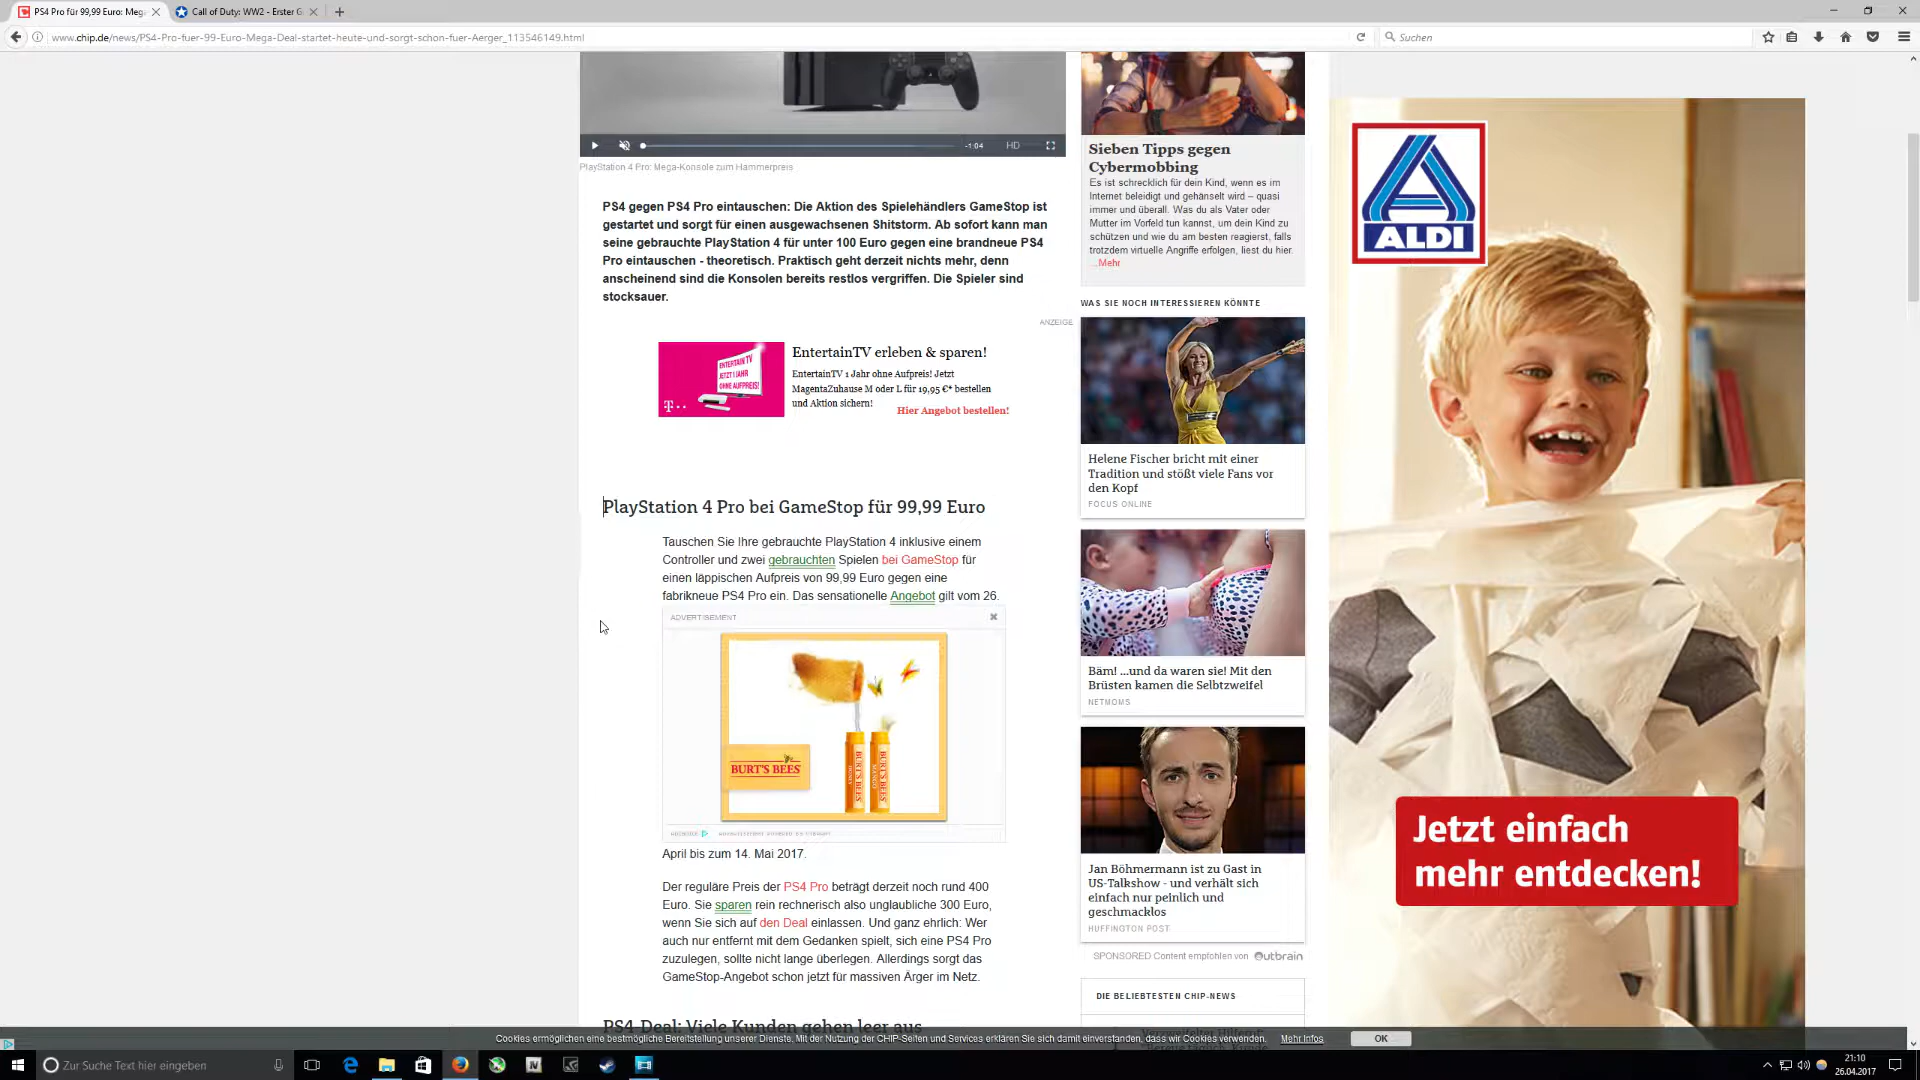 PS4 Pro für 99,99 Euro: Meg
Call of Duty: WW2 - Erster G
www.chip.de/news/PS4-Pro-fuer-99-Euro-Mega-Deal-startet-heute-und-sorgt-schon-fuer-Aerger_113546149.html
Suchen
-1:04
HD
PlayStation 4 Pro: Mega-Konsole zum Hammerpreis
PS4 gegen PS4 Pro eintauschen: Die Aktion des Spielehändlers GameStop ist
gestartet und sorgt für einen ausgewachsenen Shitstorm. Ab sofort kann man
seine gebrauchte PlayStation 4 für unter 100 Euro gegen eine brandneue PS4
Pro eintauschen - theoretisch. Praktisch geht derzeit nichts mehr, denn
anscheinend sind die Konsolen bereits restlos vergriffen. Die Spieler sind
stocksauer.
ANZEIGE
ENTERTAIN TV
JETZT 1 JAHR
OHNE AUFPREIS!
EntertainTV erleben & sparen!
EntertainTV 1 Jahr ohne Aufpreis! Jetzt
MagentaZuhause M oder L für 19,95 €* bestellen
und Aktion sichern!
Hier Angebot bestellen!
PlayStation 4 Pro bei GameStop für 99,99 Euro
Tauschen Sie Ihre gebrauchte PlayStation 4 inklusive einem
Controller und zwei gebrauchten Spielen bei GameStop für
einen läppischen Aufpreis von 99,99 Euro gegen eine
fabrikneue PS4 Pro ein. Das sensationelle Angebot gilt vom 26.
ADVERTISEMENT
BURT'S BEES
BURT'S BEES
HONEY
BURT'S BEES
MANGO
April bis zum 14. Mai 2017.
Der reguläre Preis der PS4 Pro beträgt derzeit noch rund 400
Euro. Sie sparen rein rechnerisch also unglaubliche 300 Euro,
wenn Sie sich auf den Deal einlassen. Und ganz ehrlich: Wer
auch nur entfernt mit dem Gedanken spielt, sich eine PS4 Pro
zuzulegen, sollte nicht lange überlegen. Allerdings sorgt das
GameStop-Angebot schon jetzt für massiven Ärger im Netz.
PS4-Deal: Viele Kunden gehen leer aus
Sieben Tipps gegen
Cybermobbing
Es ist schrecklich für dein Kind, wenn es im
Internet beleidigt und gehänselt wird – quasi
immer und überall. Was du als Vater oder
Mutter im Vorfeld tun kannst, um dein Kind zu
schützen und wie du am besten reagierst, falls
trotzdem virtuelle Angriffe erfolgen, liest du hier.
...Mehr
WAS SIE NOCH INTERESSIEREN KÖNNTE
Helene Fischer bricht mit einer
Tradition und stößt viele Fans vor
den Kopf
FOCUS ONLINE
Bäm! ...und da waren sie! Mit den
Brüsten kamen die Selbtzweifel
NETMOMS
Jan Böhmermann ist zu Gast in
US-Talkshow - und verhält sich
einfach nur peinlich und
geschmacklos
HUFFINGTON POST
SPONSORED Content empfohlen von Outbrain
DIE BELIEBTESTEN CHIP-NEWS
ALDI
Jetzt einfach
mehr entdecken!
Cookies ermöglichen eine bestmögliche Bereitstellung unserer Dienste. Mit der Nutzung der CHIP-Seiten und Services erklären Sie sich damit einverstanden, dass wir Cookies verwenden. Mehr Infos
OK
Zur Suche Text hier eingeben
21:10
26.04.2017